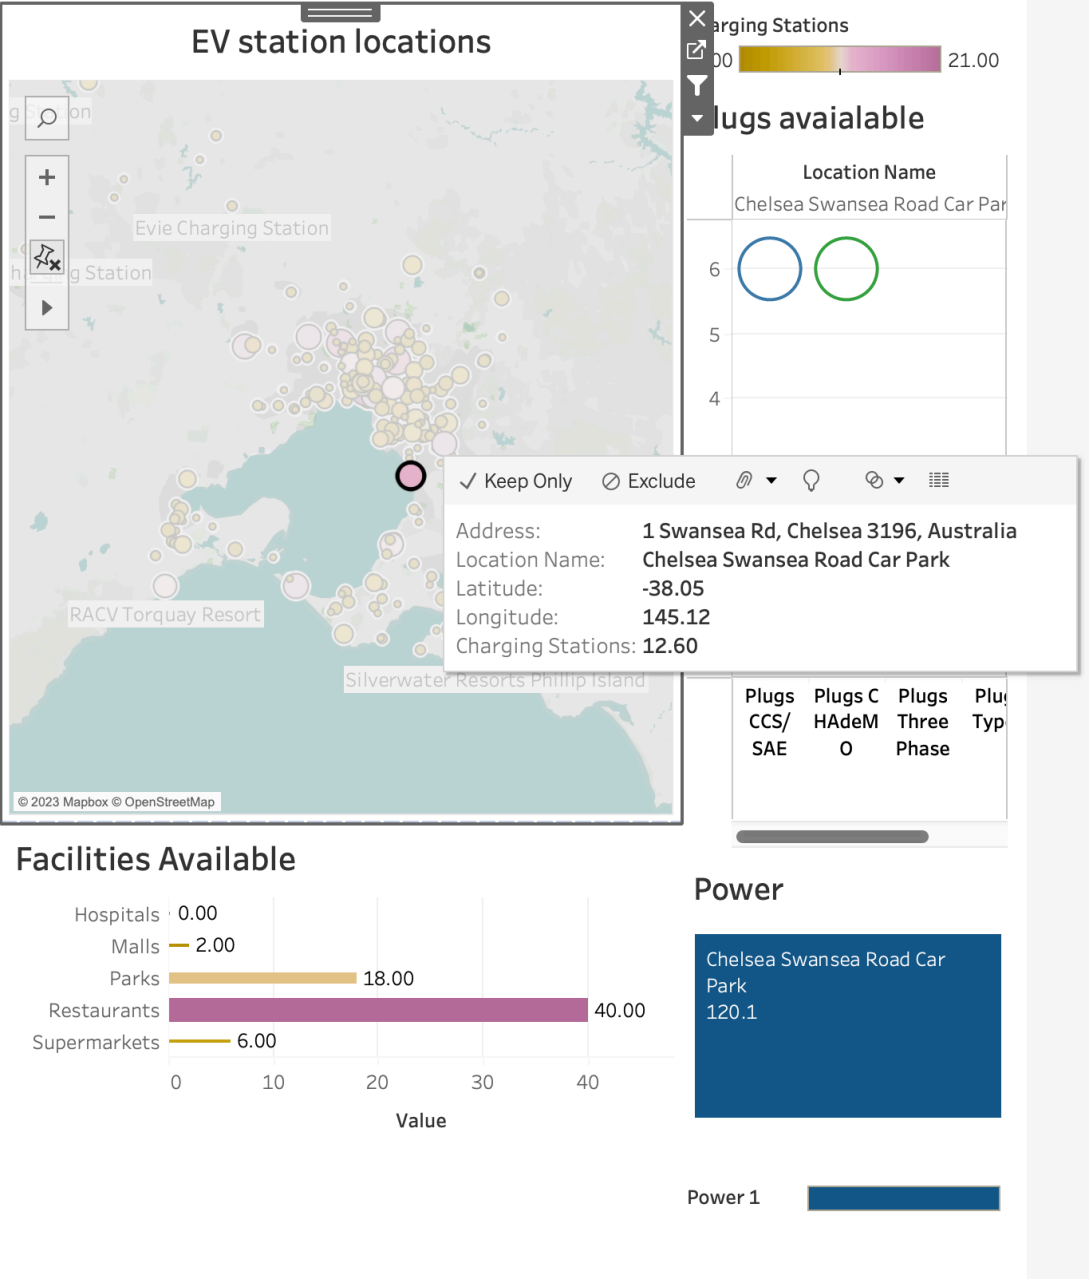 EV station locations
arging Stations
00
21.00
lugs avaialable
Location Name
Chelsea Swansea Road Car Par
6
5
4
g Station
Evie Charging Station
g Station
RACV Torquay Resort
Silverwater Resorts Phillip Island
© 2023 Mapbox © OpenStreetMap
Keep Only
Exclude
Address: 1 Swansea Rd, Chelsea 3196, Australia
Location Name: Chelsea Swansea Road Car Park
Latitude: -38.05
Longitude: 145.12
Charging Stations: 12.60
Plugs CCS/ SAE
Plugs C HAdeM O
Plugs Three Phase
Plug Typ
Facilities Available
Hospitals 0.00
Malls 2.00
Parks 18.00
Restaurants 40.00
Supermarkets 6.00
0 10 20 30 40
Value
Power
Chelsea Swansea Road Car
Park
120.1
Power 1